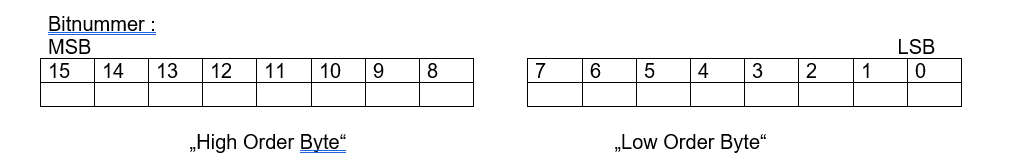 Bitnummer :
MSB LSB
15 14 13 12 11 10 9 8 7 6 5 4 3 2 1 0
„High Order Byte“ „Low Order Byte“